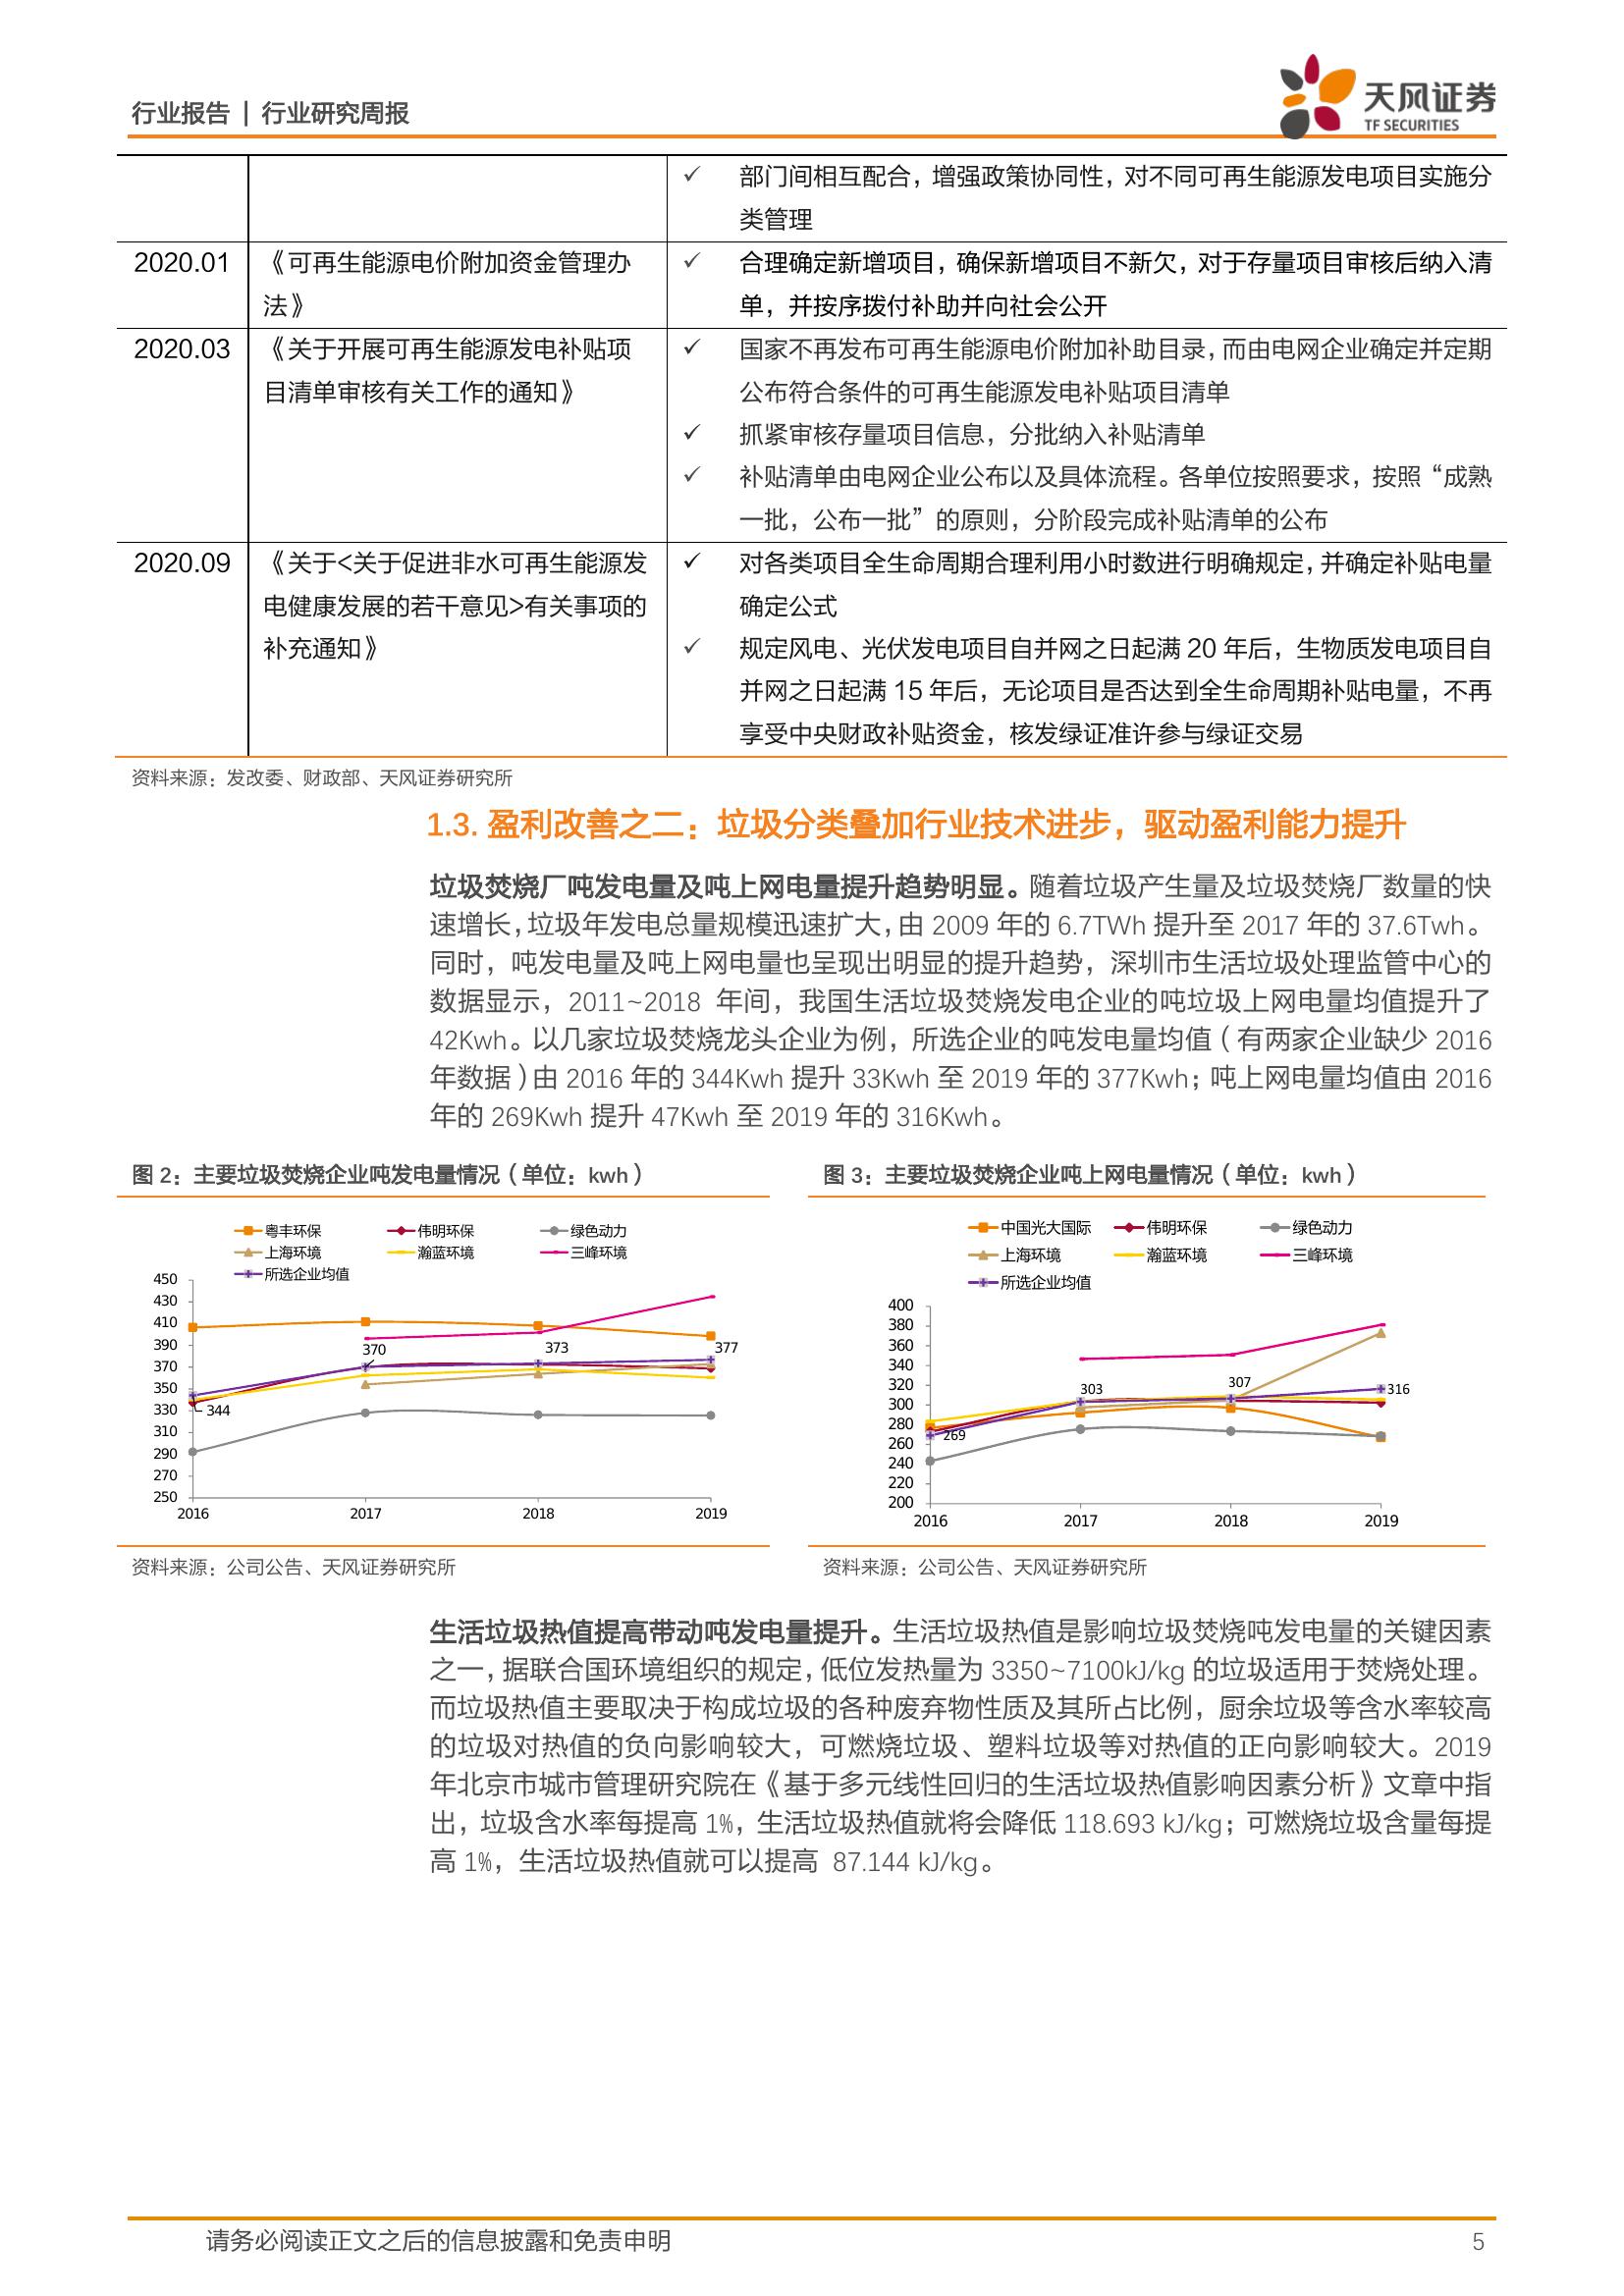 行业报告 | 行业研究周报
天风证券
TF SECURITIES
✓ 部门间相互配合，增强政策协同性，对不同可再生能源发电项目实施分
类管理
2020.01 《可再生能源电价附加资金管理办 ✓ 合理确定新增项目，确保新增项目不新欠，对于存量项目审核后纳入清
法》 单，并按序拨付补助并向社会公开
2020.03 《关于开展可再生能源发电补贴项 ✓ 国家不再发布可再生能源电价附加补助目录，而由电网企业确定并定期
目清单审核有关工作的通知》 公布符合条件的可再生能源发电补贴项目清单
✓ 抓紧审核存量项目信息，分批纳入补贴清单
✓ 补贴清单由电网企业公布以及具体流程。各单位按照要求，按照“成熟
一批，公布一批”的原则，分阶段完成补贴清单的公布
2020.09 《关于<关于促进非水可再生能源发 ✓ 对各类项目全生命周期合理利用小时数进行明确规定，并确定补贴电量
电健康发展的若干意见>有关事项的 确定公式
补充通知》 ✓ 规定风电、光伏发电项目自并网之日起满 20 年后，生物质发电项目自
并网之日起满 15 年后，无论项目是否达到全生命周期补贴电量，不再
享受中央财政补贴资金，核发绿证准许参与绿证交易
资料来源：发改委、财政部、天风证券研究所
1.3. 盈利改善之二：垃圾分类叠加行业技术进步，驱动盈利能力提升
垃圾焚烧厂吨发电量及吨上网电量提升趋势明显。随着垃圾产生量及垃圾焚烧厂数量的快
速增长，垃圾年发电总量规模迅速扩大，由 2009 年的 6.7TWh 提升至 2017 年的 37.6Twh。
同时，吨发电量及吨上网电量也呈现出明显的提升趋势，深圳市生活垃圾处理监管中心的
数据显示，2011~2018 年间，我国生活垃圾焚烧发电企业的吨垃圾上网电量均值提升了
42Kwh。以几家垃圾焚烧龙头企业为例，所选企业的吨发电量均值（有两家企业缺少 2016
年数据）由 2016 年的 344Kwh 提升 33Kwh 至 2019 年的 377Kwh；吨上网电量均值由 2016
年的 269Kwh 提升 47Kwh 至 2019 年的 316Kwh。
图 2：主要垃圾焚烧企业吨发电量情况（单位：kwh）
粤丰环保 伟明环保 绿色动力
上海环境 瀚蓝环境 三峰环境
所选企业均值
450
430
410
390
370
350
330
310
290
270
250
344
370
373
377
2016 2017 2018 2019
资料来源：公司公告、天风证券研究所
图 3：主要垃圾焚烧企业吨上网电量情况（单位：kwh）
中国光大国际 伟明环保 绿色动力
上海环境 瀚蓝环境 三峰环境
所选企业均值
400
380
360
340
320
300
280
260
240
220
200
269
303
307
316
2016 2017 2018 2019
资料来源：公司公告、天风证券研究所
生活垃圾热值提高带动吨发电量提升。生活垃圾热值是影响垃圾焚烧吨发电量的关键因素
之一，据联合国环境组织的规定，低位发热量为 3350~7100kJ/kg 的垃圾适用于焚烧处理。
而垃圾热值主要取决于构成垃圾的各种废弃物性质及其所占比例，厨余垃圾等含水率较高
的垃圾对热值的负向影响较大，可燃烧垃圾、塑料垃圾等对热值的正向影响较大。2019
年北京市城市管理研究院在《基于多元线性回归的生活垃圾热值影响因素分析》文章中指
出，垃圾含水率每提高 1%，生活垃圾热值就将会降低 118.693 kJ/kg；可燃烧垃圾含量每提
高 1%，生活垃圾热值就可以提高 87.144 kJ/kg。
请务必阅读正文之后的信息披露和免责申明
5